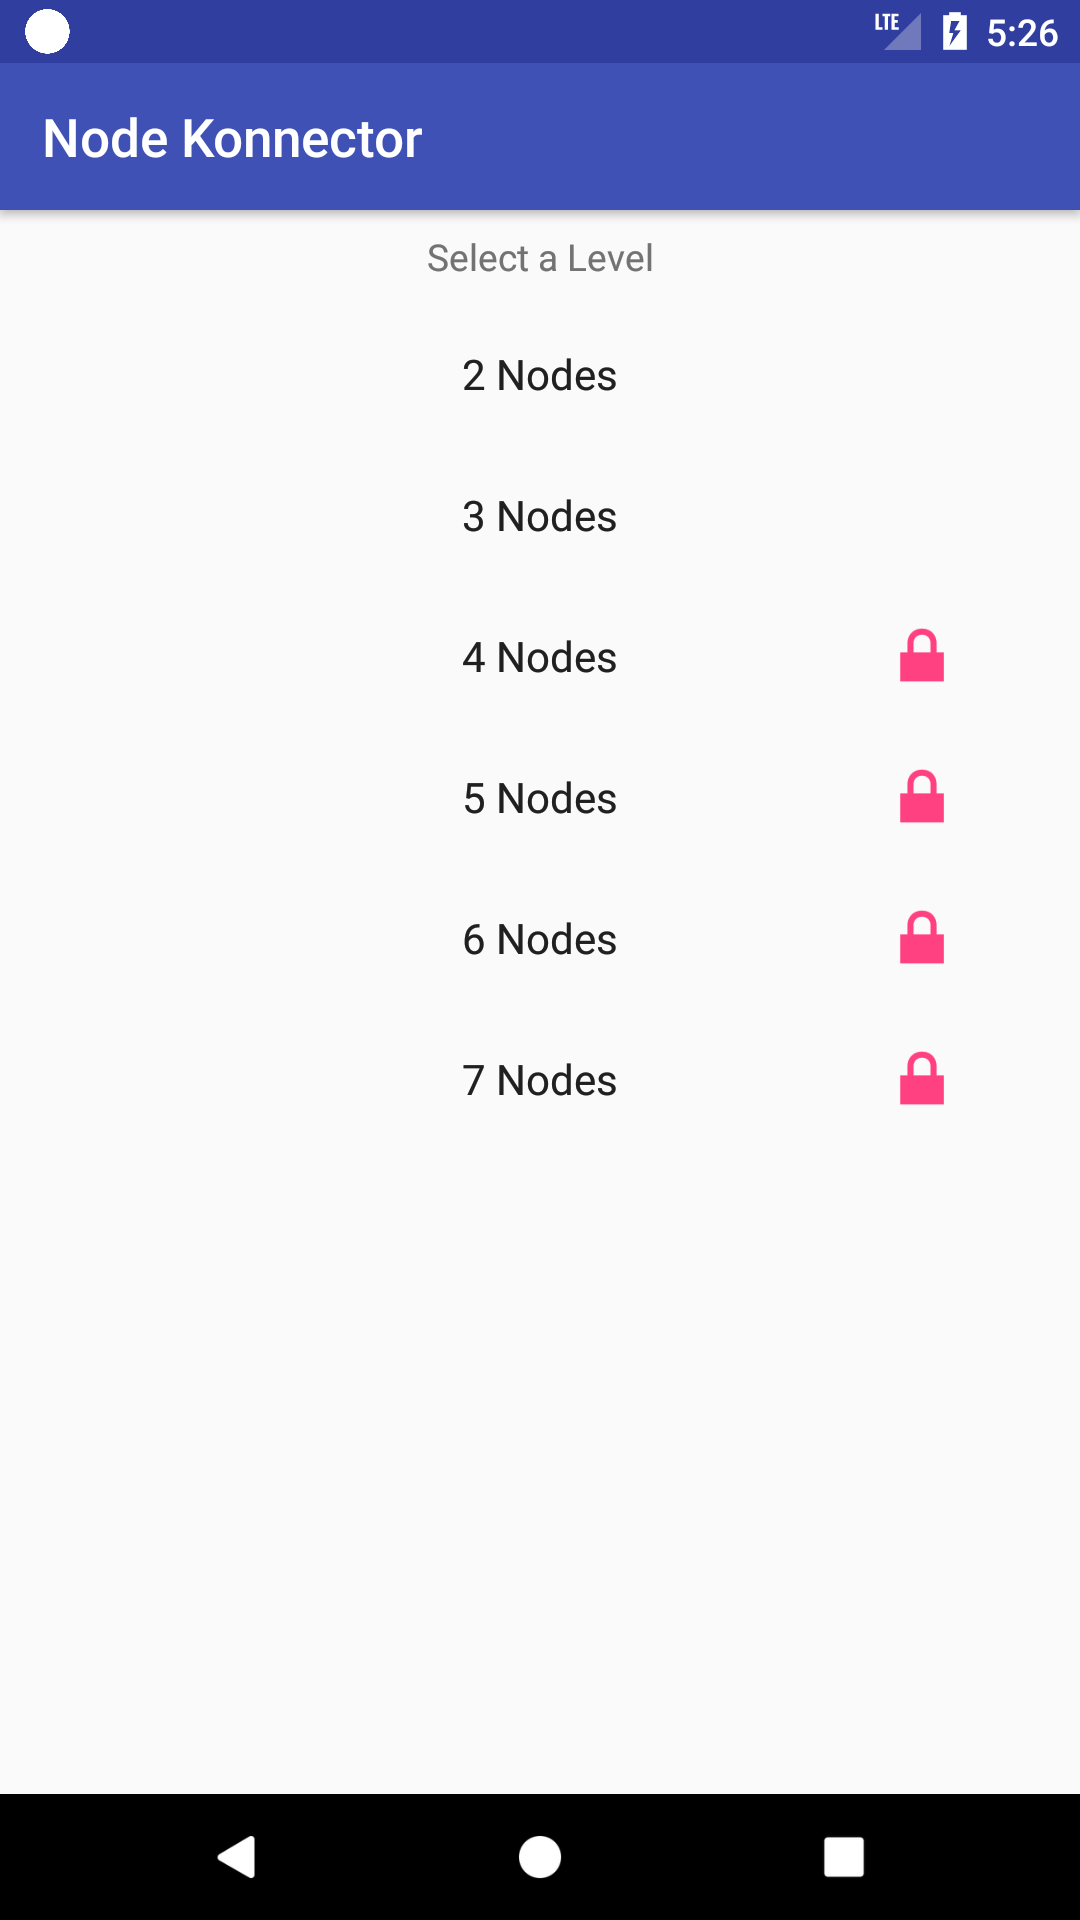 LTE 5:26
Node Konnector
Select a Level
2 Nodes
3 Nodes
4 Nodes
5 Nodes
6 Nodes
7 Nodes